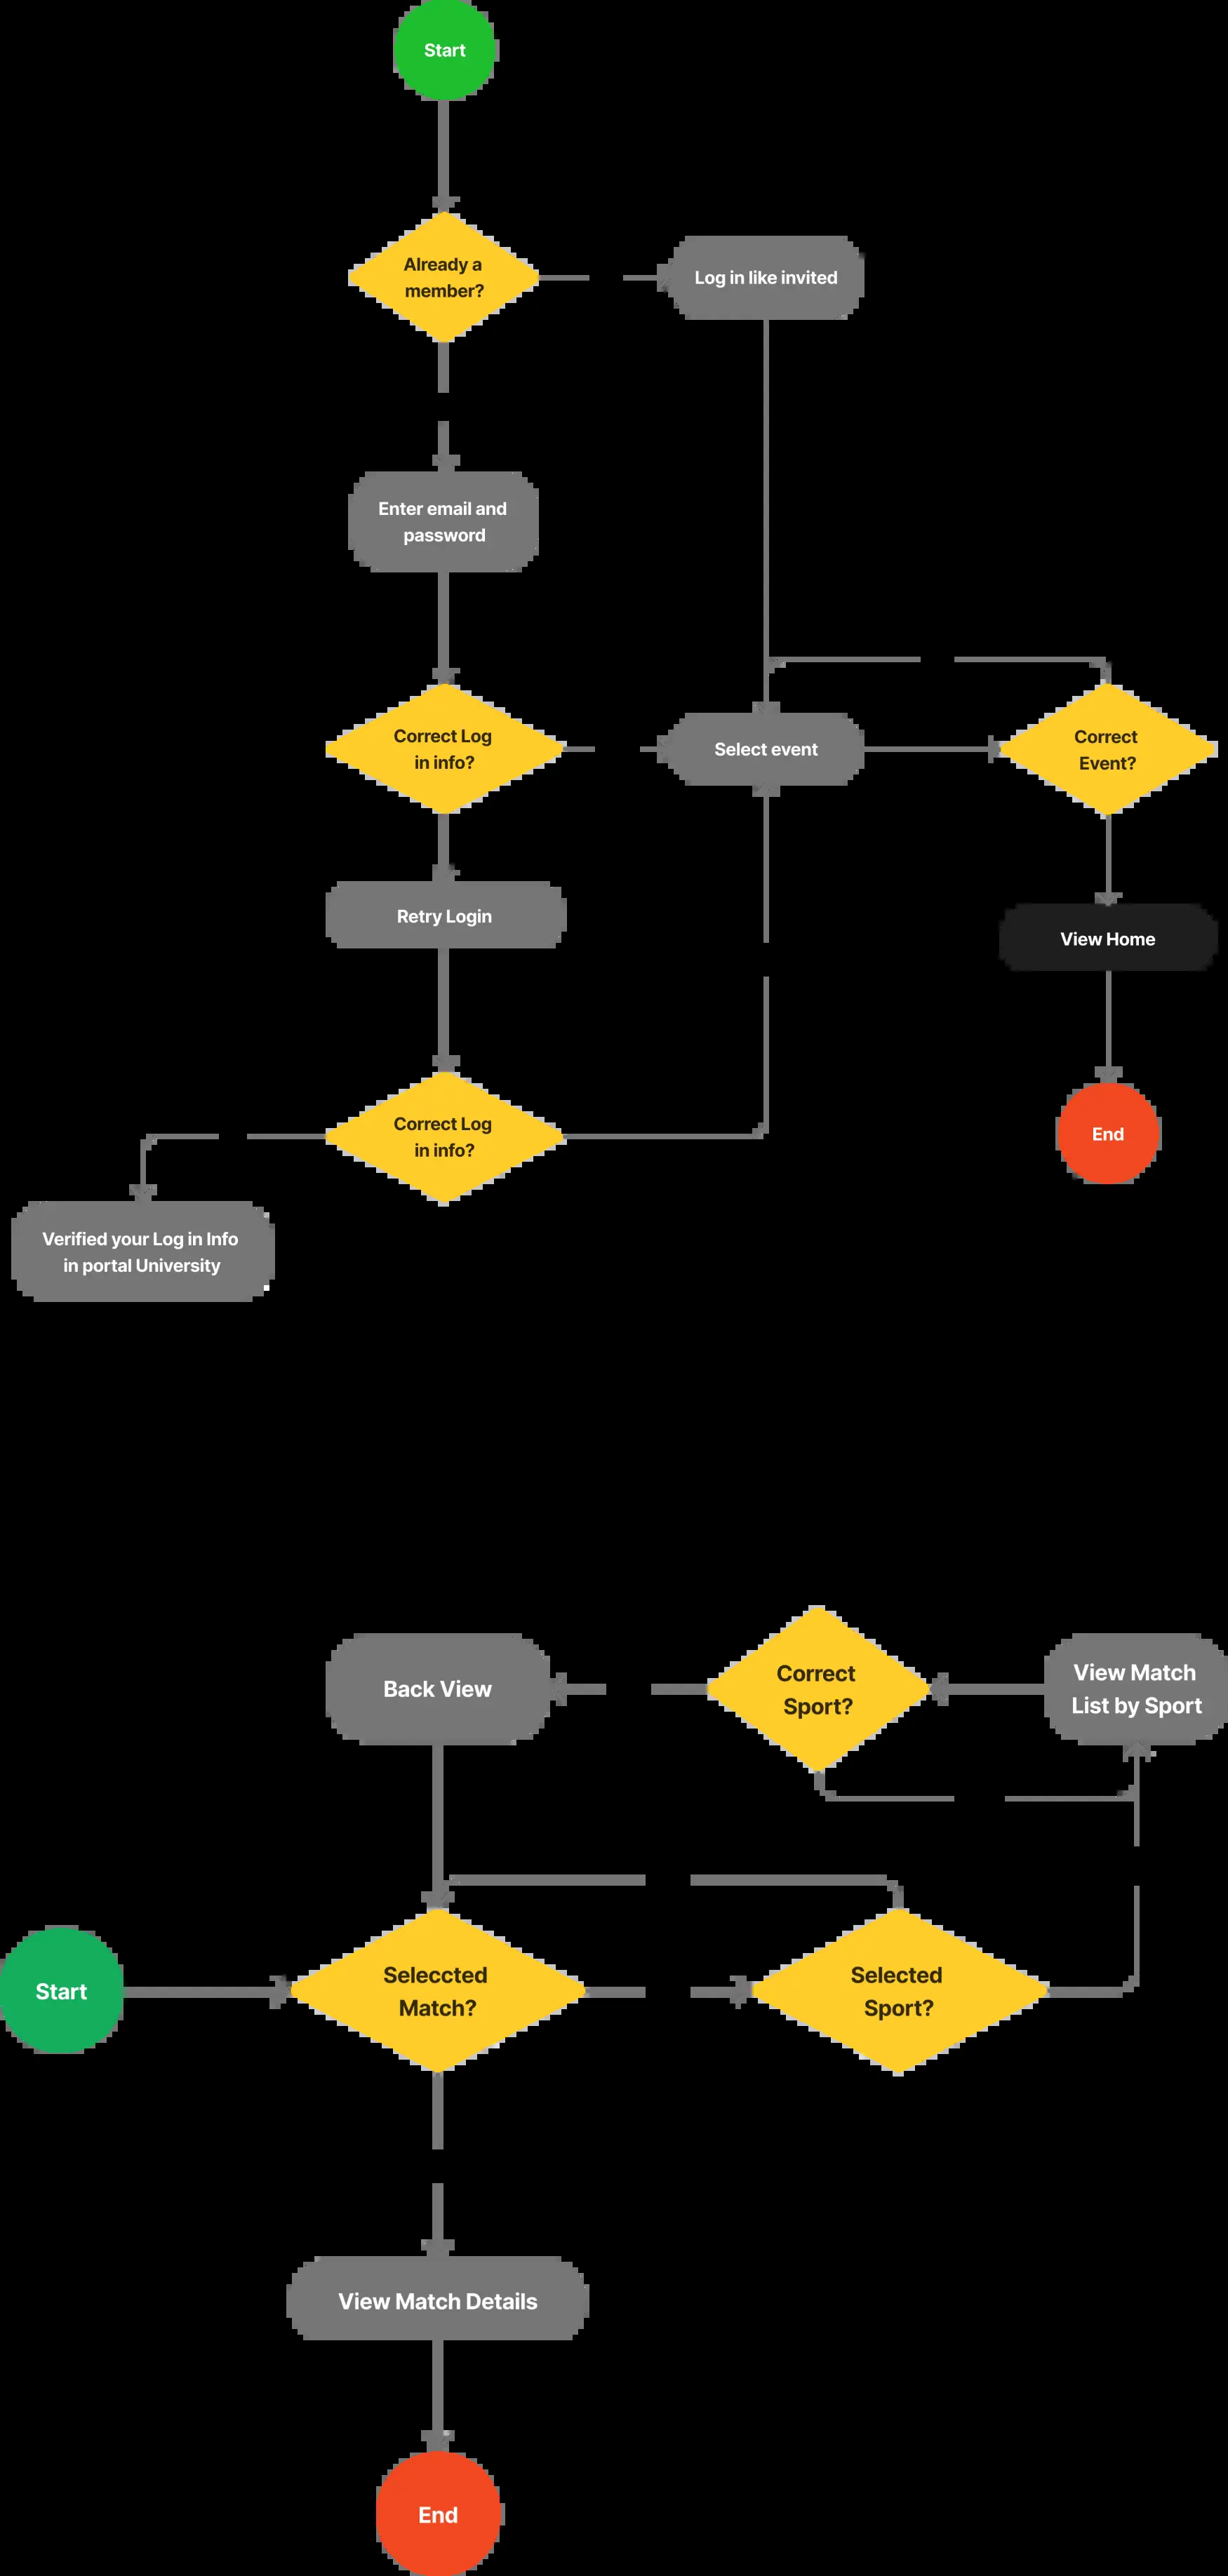 Start
Already a
member?
Log in like invited
Enter email and
password
Correct Log
in info?
Select event
Correct
Event?
Retry Login
View Home
Correct Log
in info?
End
Verified your Log in Info
in portal University
Back View
Correct
Sport?
View Match
List by Sport
Start
Seleccted
Match?
Selected
Sport?
View Match Details
End